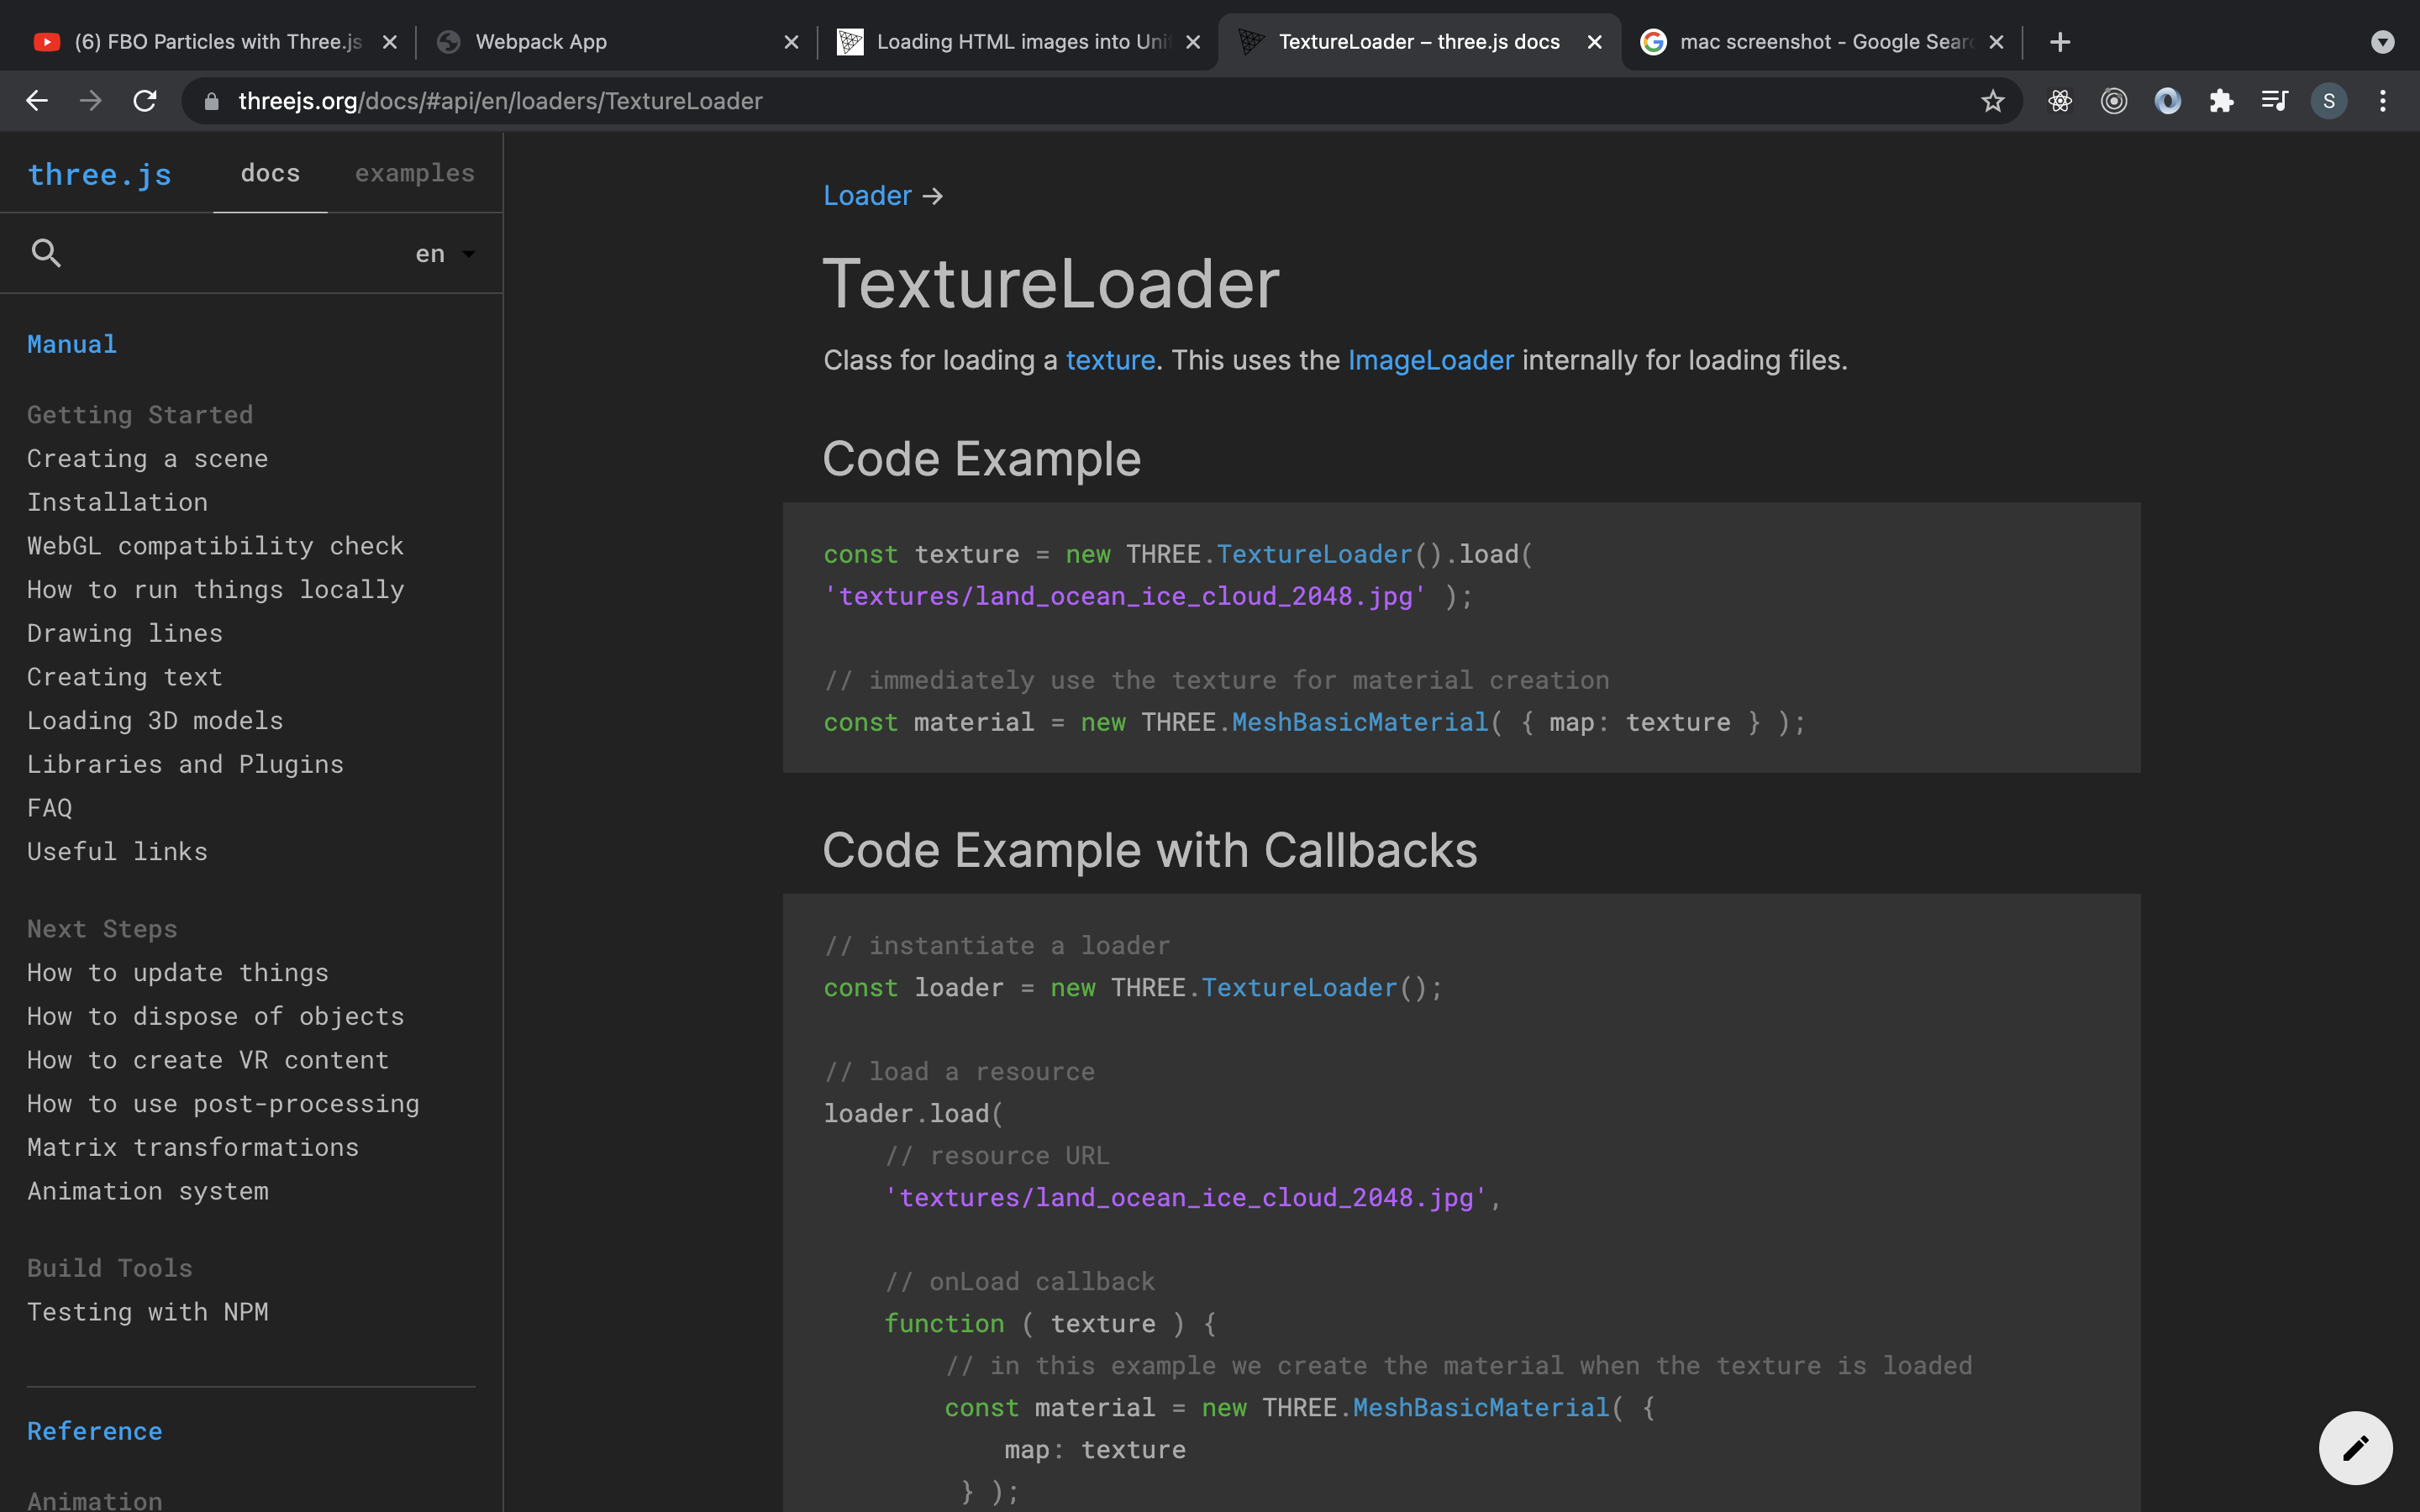 (6) FBO Particles with Three.js
Webpack App
Loading HTML images into Uni
TextureLoader – three.js docs
mac screenshot - Google Sear
threejs.org/docs/#api/en/loaders/TextureLoader
S
three.js
docs
examples
en
Manual
Getting Started
Creating a scene
Installation
WebGL compatibility check
How to run things locally
Drawing lines
Creating text
Loading 3D models
Libraries and Plugins
FAQ
Useful links
Next Steps
How to update things
How to dispose of objects
How to create VR content
How to use post-processing
Matrix transformations
Animation system
Build Tools
Testing with NPM
Reference
Animation
Loader →
TextureLoader
Class for loading a texture. This uses the ImageLoader internally for loading files.
Code Example
const texture = new THREE.TextureLoader().load(
'textures/land_ocean_ice_cloud_2048.jpg' );
// immediately use the texture for material creation
const material = new THREE.MeshBasicMaterial( { map: texture } );
Code Example with Callbacks
// instantiate a loader
const loader = new THREE.TextureLoader();
// load a resource
loader.load(
// resource URL
'textures/land_ocean_ice_cloud_2048.jpg',
// onLoad callback
function ( texture ) {
// in this example we create the material when the texture is loaded
const material = new THREE.MeshBasicMaterial( {
map: texture
} );